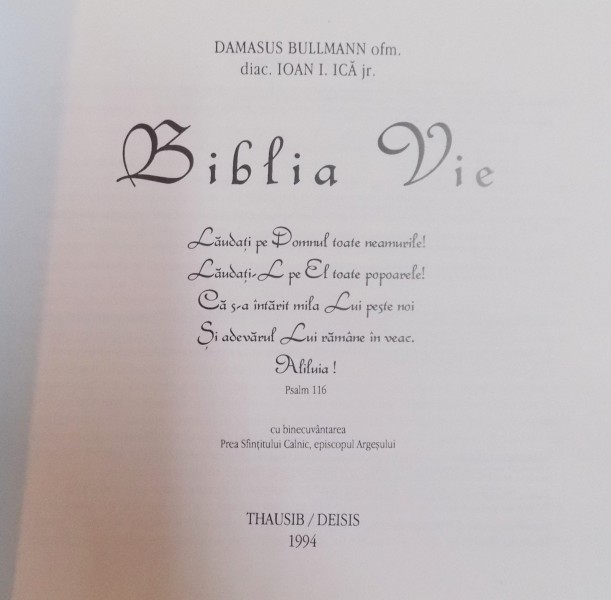 DAMASUS BULLMANN ofm.
diac. IOAN I. ICĂ jr.
Biblia Vie
Lăudați pe Domnul toate neamurile!
Lăudați-L pe El toate popoarele!
Că s-a întărit mila Lui peste noi
Și adevărul Lui rămâne în veac.
Aliluia !
Psalm 116
cu binecuvântarea
Prea Sfințitului Calnic, episcopul Argeșului
THAUSIB / DEISIS
1994